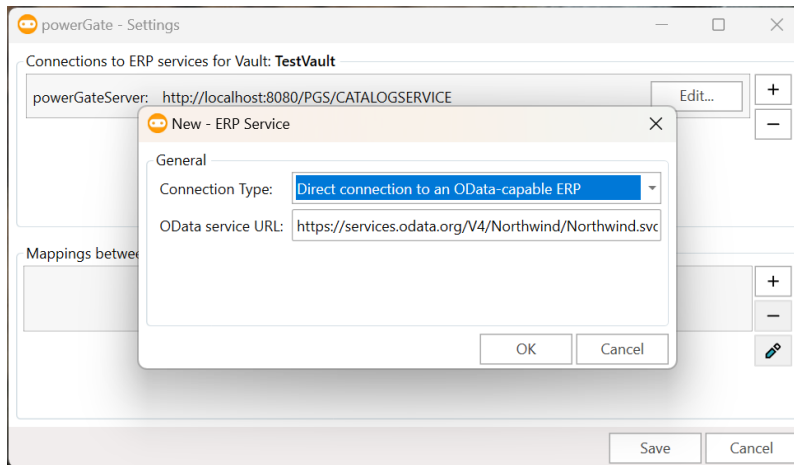 powerGate - Settings
Connections to ERP services for Vault: TestVault
powerGateServer: http://localhost:8080/PGS/CATALOGSERVICE
Edit...
+
−
New - ERP Service
General
Connection Type: Direct connection to an OData-capable ERP
OData service URL: https://services.odata.org/V4/Northwind/Northwind.svc
OK
Cancel
Mappings betwee
+
−
Save
Cancel